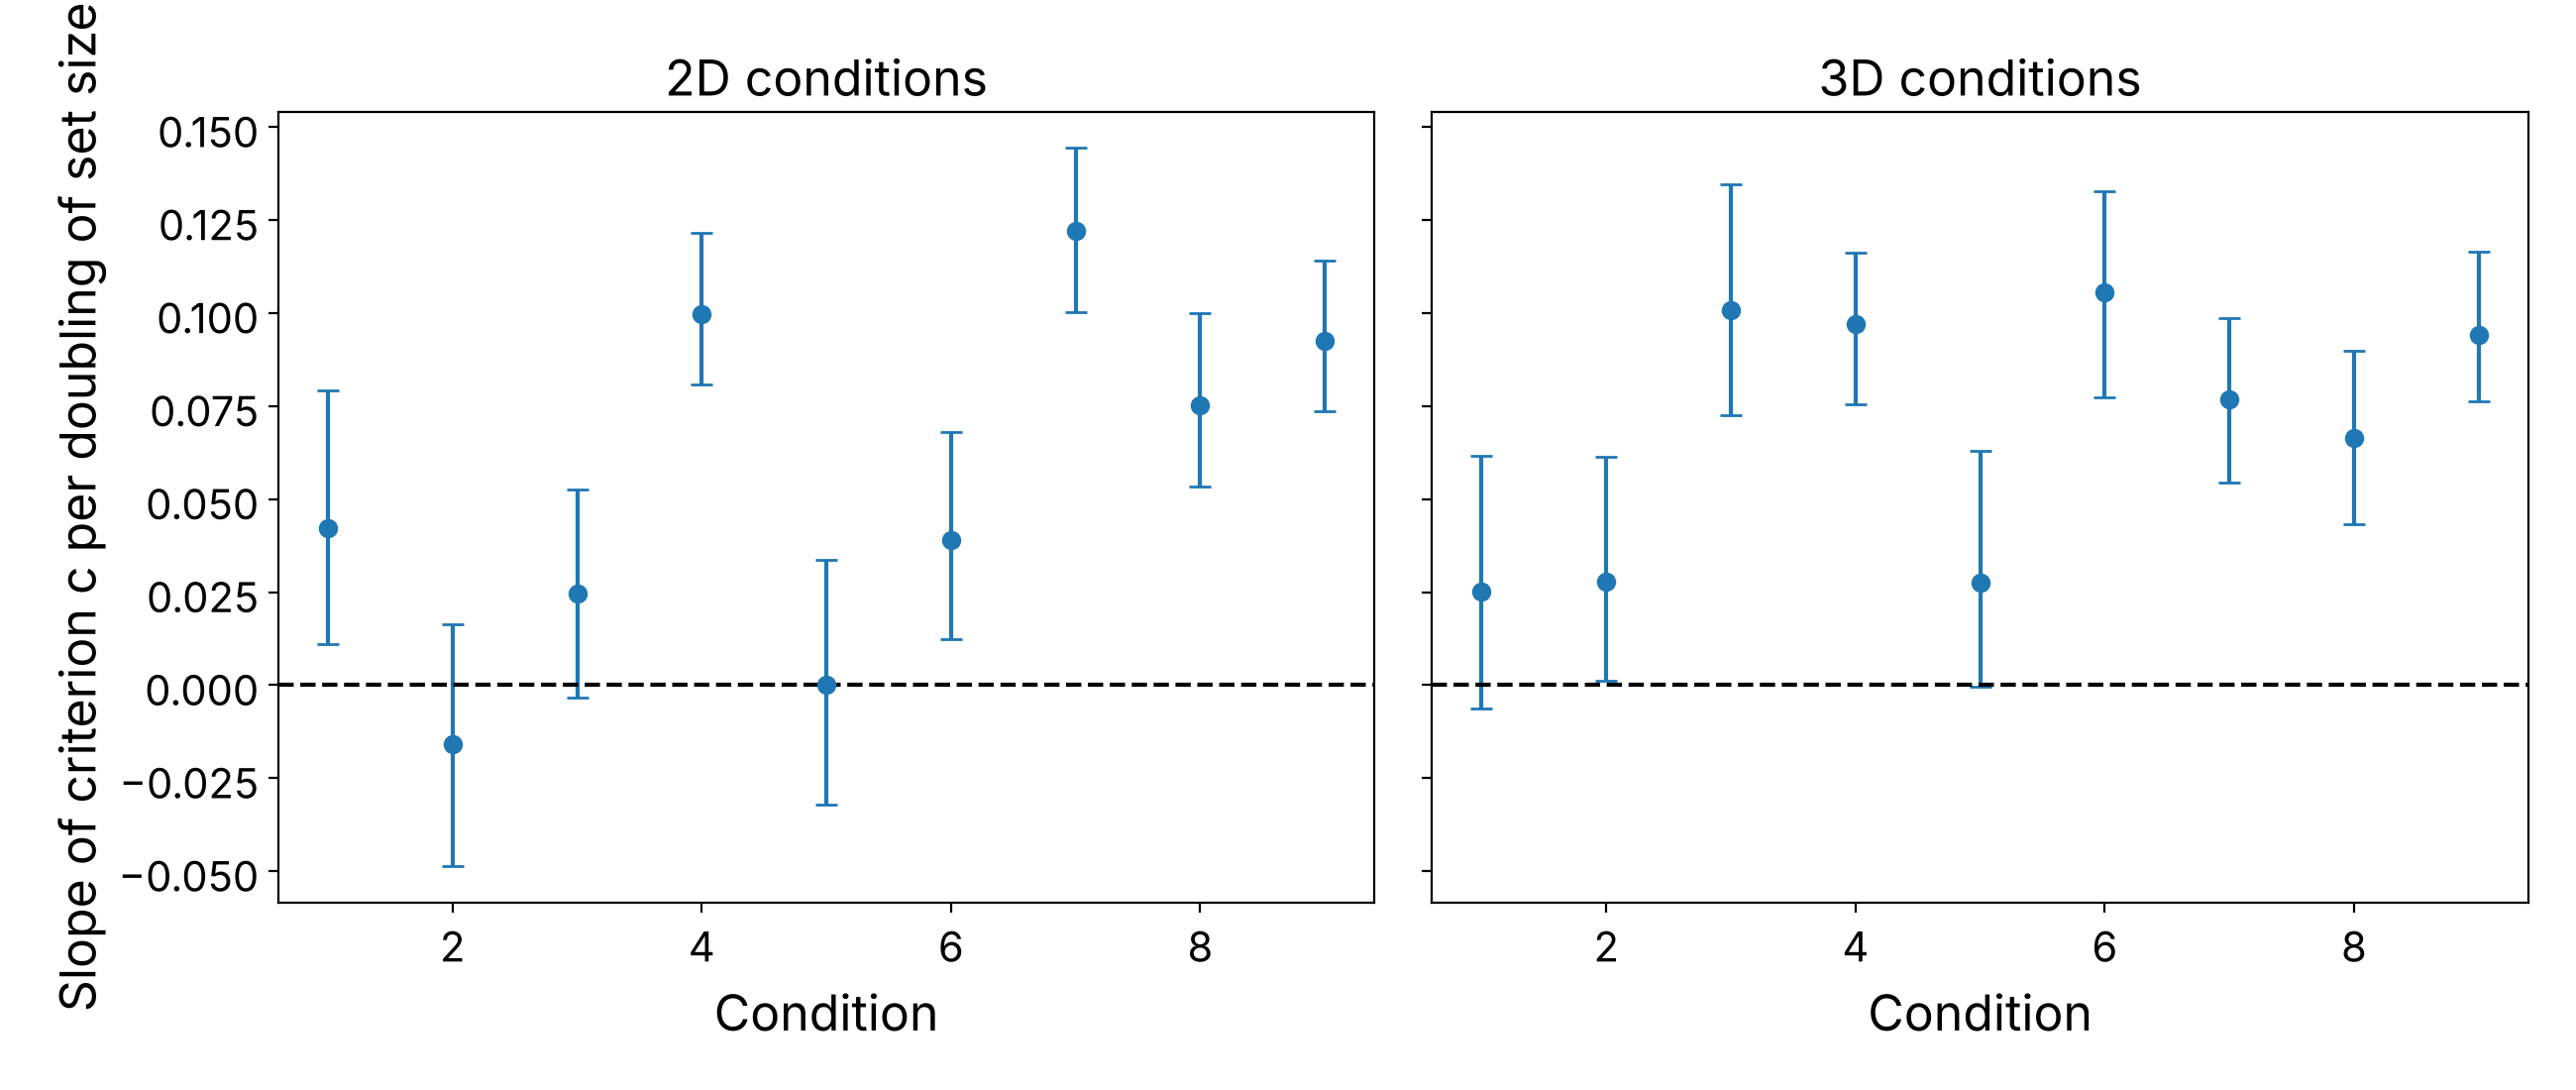 2D conditions
3D conditions
Slope of criterion c per doubling of set size
0.150
0.125
0.100
0.075
0.050
0.025
0.000
−0.025
−0.050
2 4 6 8
2 4 6 8
Condition
Condition